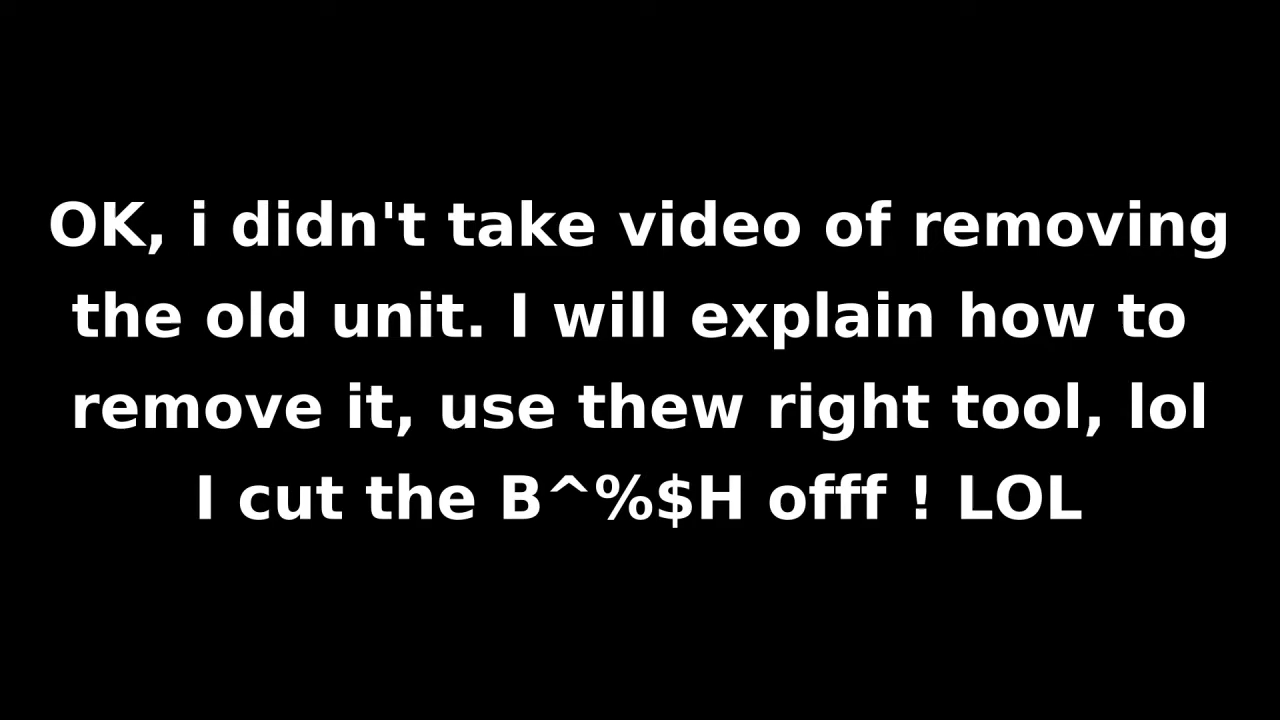 OK, i didn't take video of removing
the old unit. I will explain how to
remove it, use thew right tool, lol
I cut the B^%$H offf ! LOL